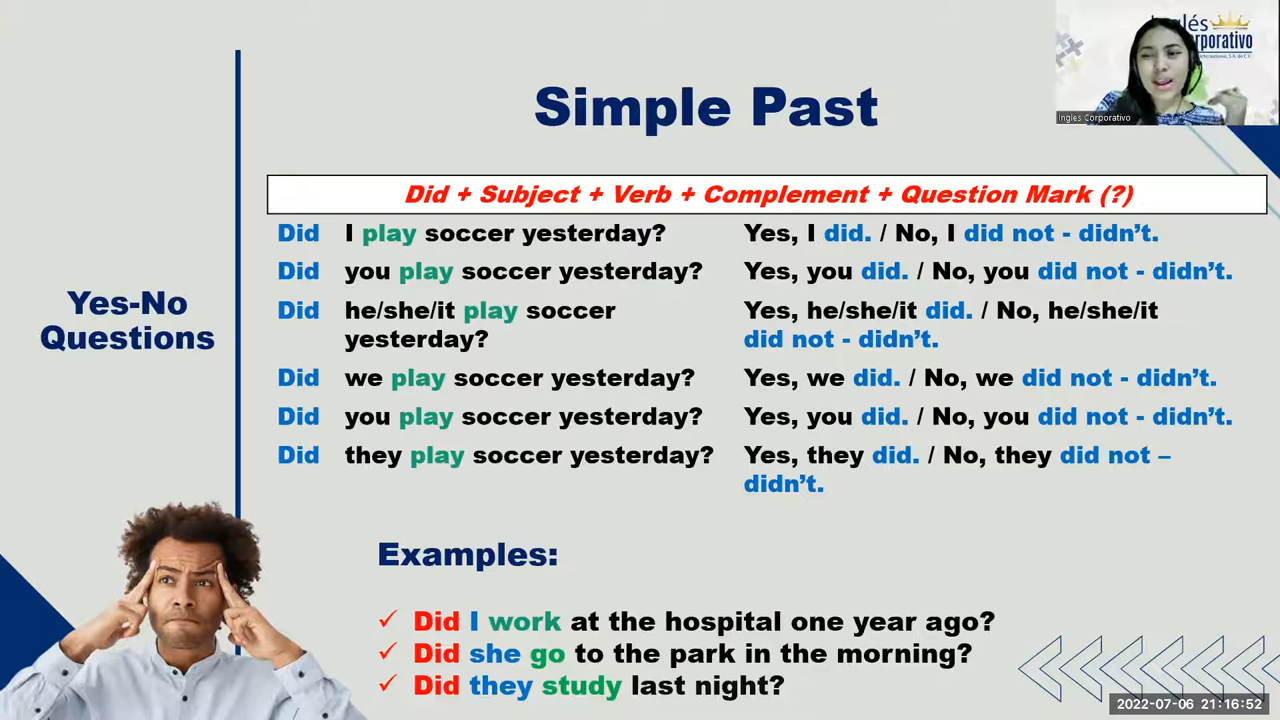 Inglés
Corporativo
Ingles Corporativo
Simple Past
Did + Subject + Verb + Complement + Question Mark (?)
Yes-No
Questions
Did I play soccer yesterday? Yes, I did. / No, I did not - didn't.
Did you play soccer yesterday? Yes, you did. / No, you did not - didn't.
Did he/she/it play soccer Yes, he/she/it did. / No, he/she/it
yesterday? did not - didn't.
Did we play soccer yesterday? Yes, we did. / No, we did not - didn't.
Did you play soccer yesterday? Yes, you did. / No, you did not - didn't.
Did they play soccer yesterday? Yes, they did. / No, they did not –
didn't.
Examples:
✓ Did I work at the hospital one year ago?
✓ Did she go to the park in the morning?
✓ Did they study last night?
2022-07-06 21:16:52